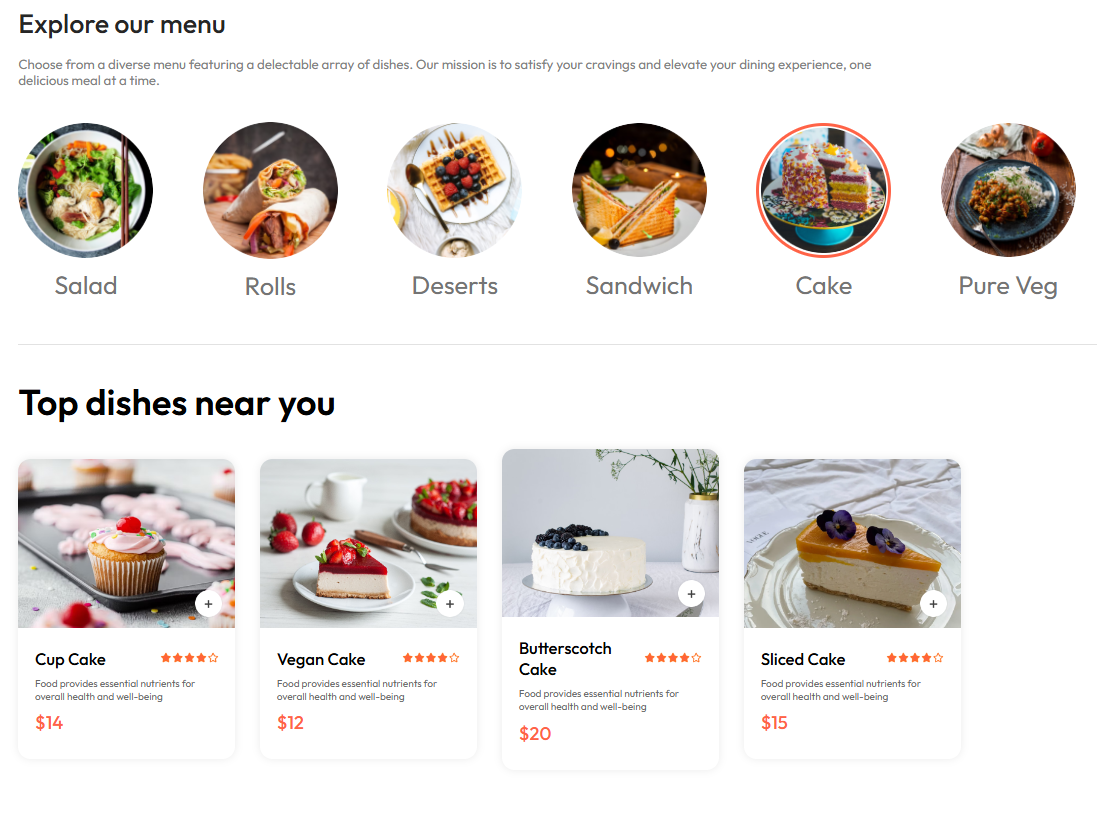 Explore our menu
Choose from a diverse menu featuring a delectable array of dishes. Our mission is to satisfy your cravings and elevate your dining experience, one
delicious meal at a time.
Salad
Rolls
Deserts
Sandwich
Cake
Pure Veg
Top dishes near you
Cup Cake
Food provides essential nutrients for
overall health and well-being
$14
Vegan Cake
Food provides essential nutrients for
overall health and well-being
$12
Butterscotch
Cake
Food provides essential nutrients for
overall health and well-being
$20
VOGUE
Sliced Cake
Food provides essential nutrients for
overall health and well-being
$15